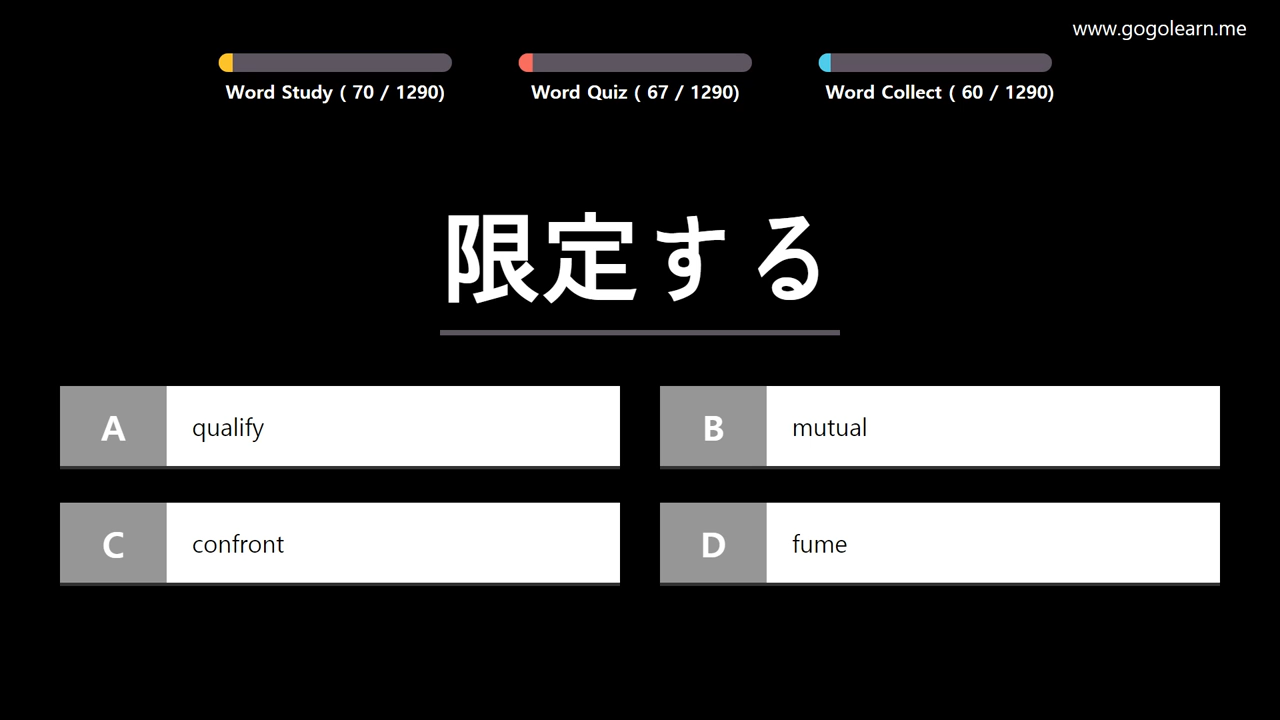 www.gogolearn.me
Word Study ( 70 / 1290)
Word Quiz ( 67 / 1290)
Word Collect ( 60 / 1290)
限定する
A qualify
B mutual
C confront
D fume